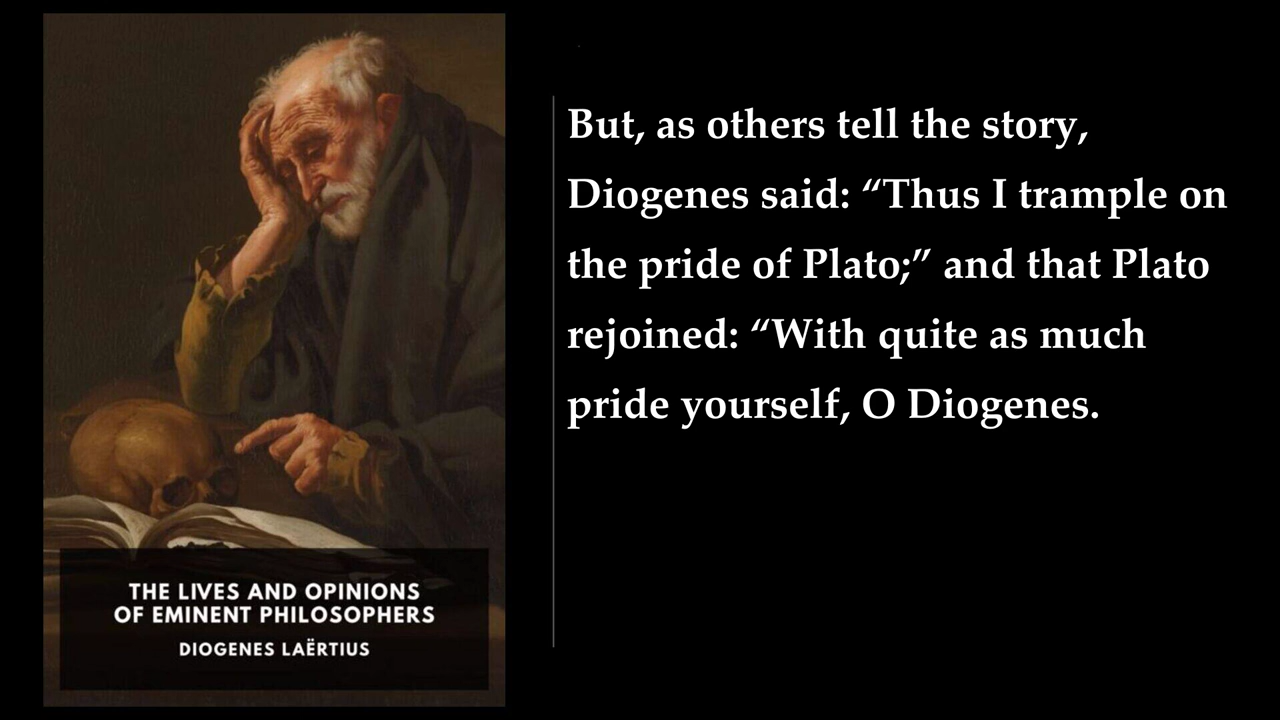 But, as others tell the story,
Diogenes said: “Thus I trample on
the pride of Plato;” and that Plato
rejoined: “With quite as much
pride yourself, O Diogenes.
THE LIVES AND OPINIONS
OF EMINENT PHILOSOPHERS
DIOGENES LAËRTIUS